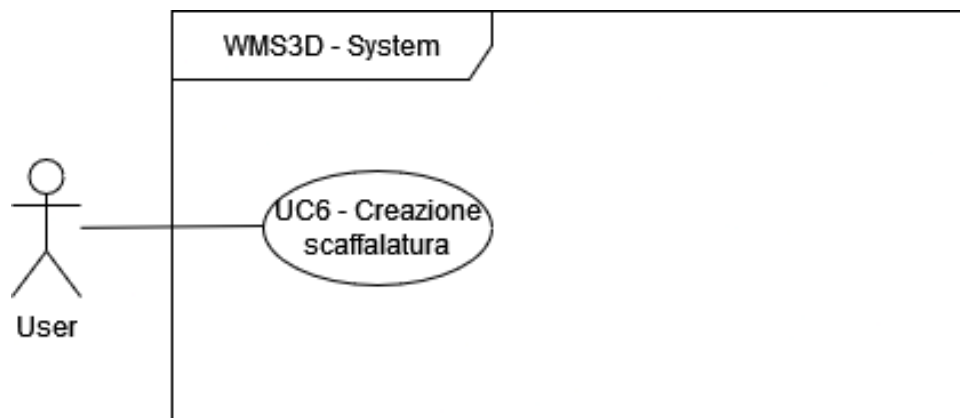 WMS3D - System
UC6 - Creazione
scaffalatura
User